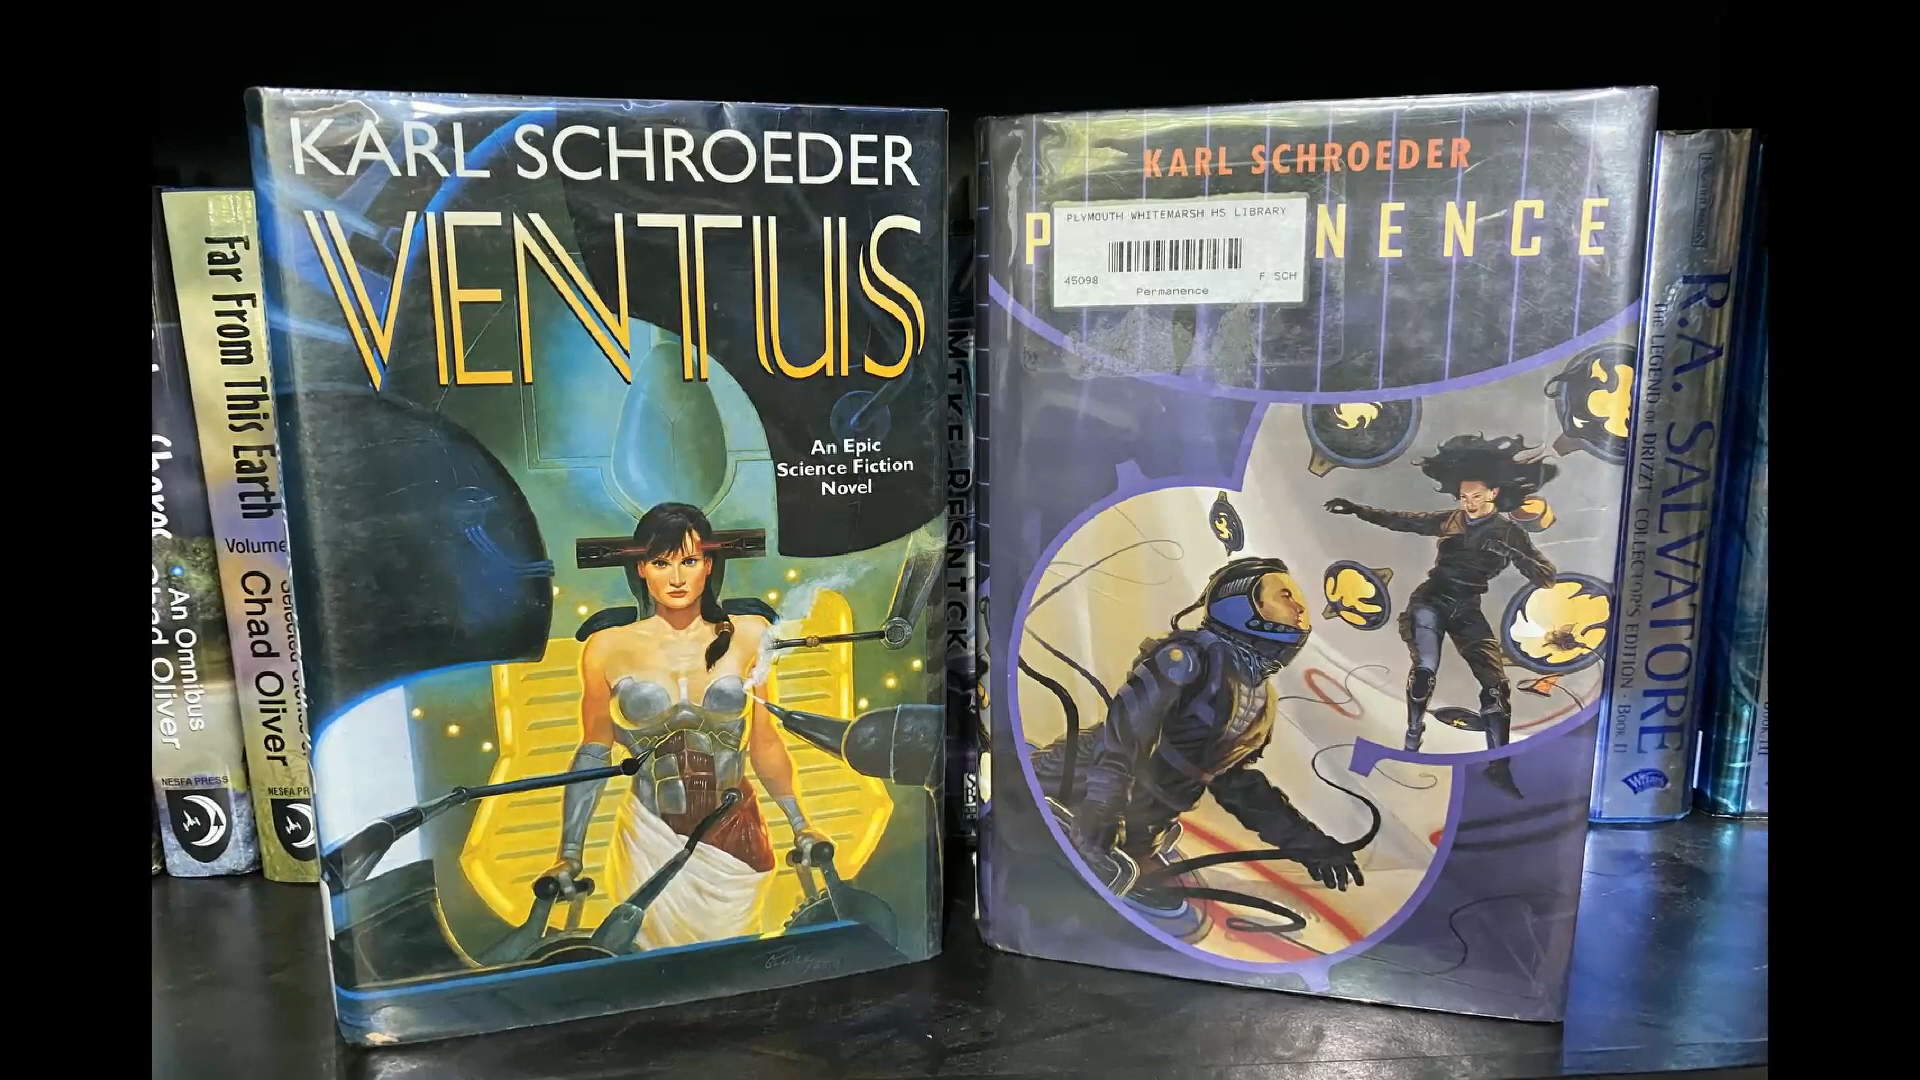 KARL SCHROEDER
VENTUS
An Epic
Science Fiction
Novel
KARL SCHROEDER
P NENCE
PLYMOUTH WHITEMARSH HS LIBRARY
45098
F SCH
Permanence
An Omnibus
Chad Oliver
NESFA PRESS
Far From This Earth
Volume
Chad Oliver
NESFA PR
MIKE RESNICK
R.A. SALVATORE
THE LEGEND OF DRIZZT COLLECTOR'S EDITION · BOOK II